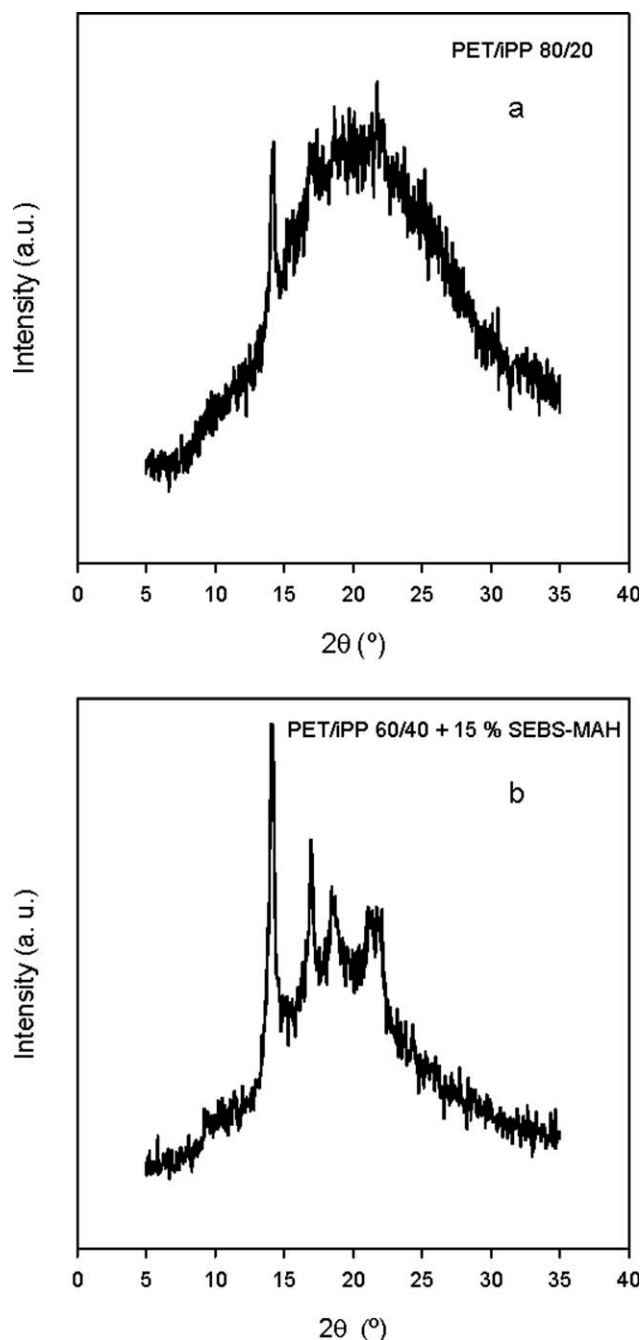 PET/iPP 80/20
a
Intensity (a.u.)
0 5 10 15 20 25 30 35 40
2θ (º)
PET/iPP 60/40 + 15 % SEBS-MAH
b
Intensity (a. u.)
0 5 10 15 20 25 30 35 40
2θ (º)